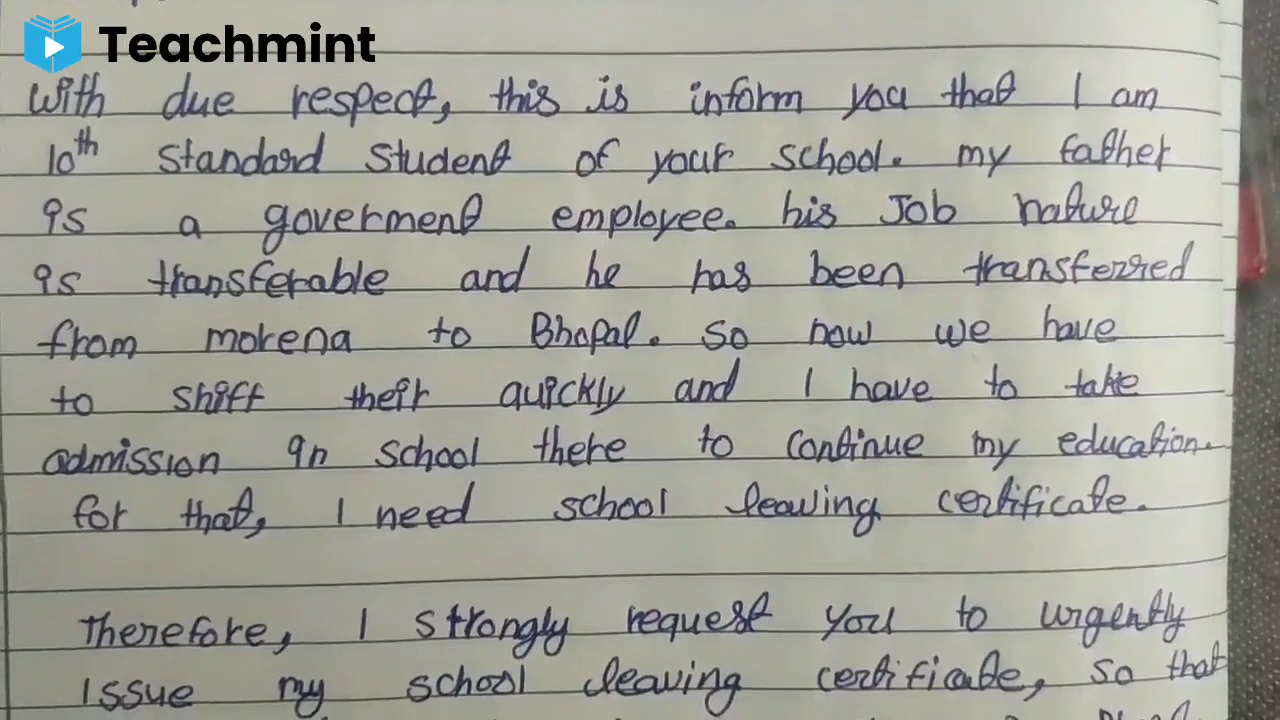 Teachmint
with due respect, this is inform you that I am
10th standard student of your school. my father
is a goverment employee. his Job nature
is transferable and he has been transferred
from morena to Bhopal. so now we have
to shift their quickly and I have to take
admission in school there to continue my education.
for that, I need school leaving certificate.
Therefore, I strongly request you to urgently
issue my school leaving certificate, so that